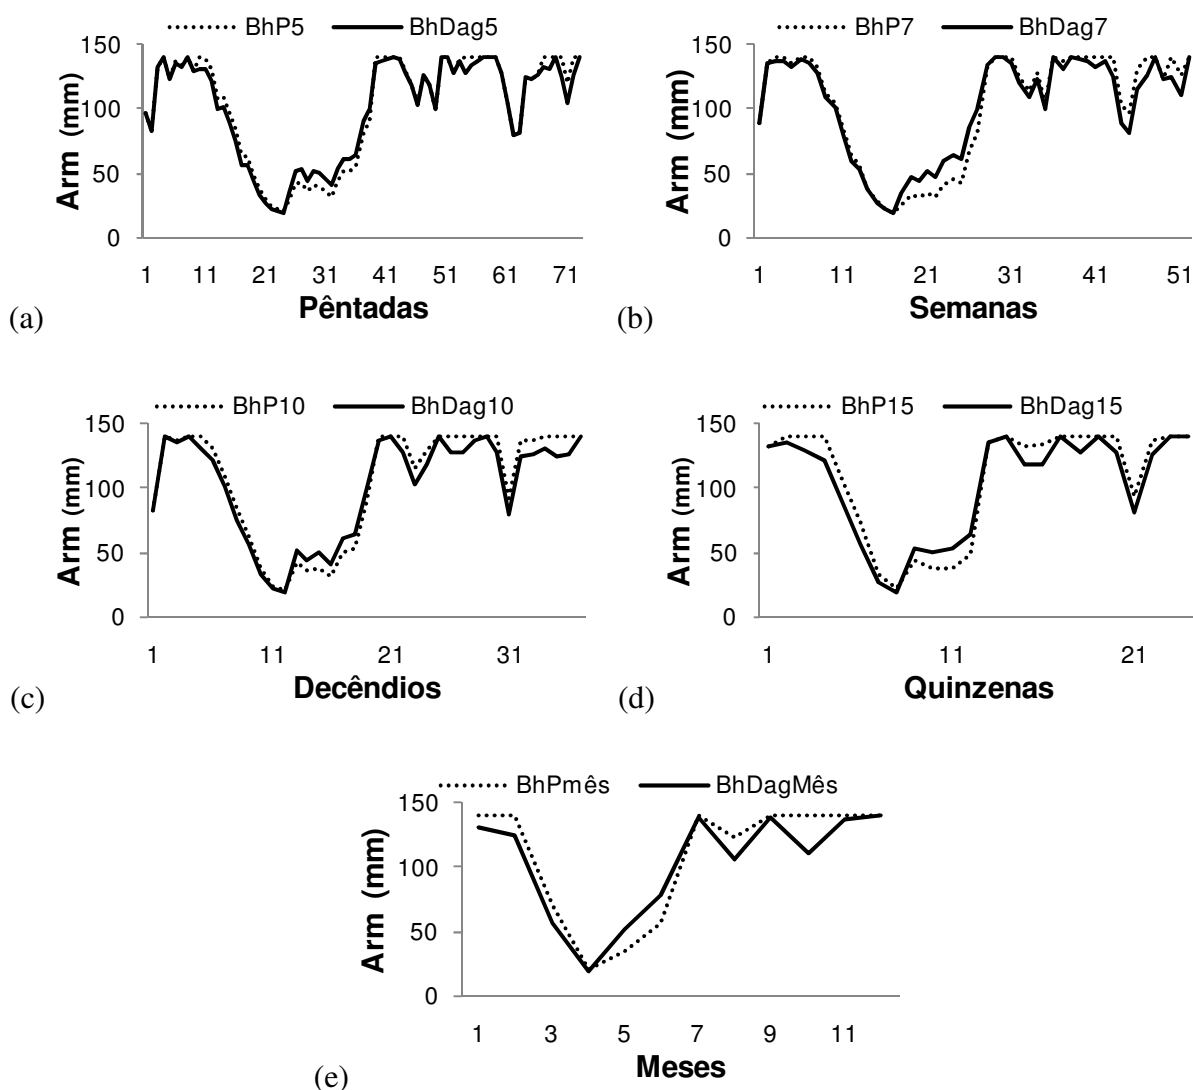 BhP5 BhDag5
150
100
50
0
Arm (mm)
1 11 21 31 41 51 61 71
Pêntadas
(a)
BhP7 BhDag7
150
100
50
0
Arm (mm)
1 11 21 31 41 51
Semanas
(b)
BhP10 BhDag10
150
100
50
0
Arm (mm)
1 11 21 31
Decêndios
(c)
BhP15 BhDag15
150
100
50
0
Arm (mm)
1 11 21
Quinzenas
(d)
BhPmês BhDagMês
150
100
50
0
Arm (mm)
1 3 5 7 9 11
Meses
(e)